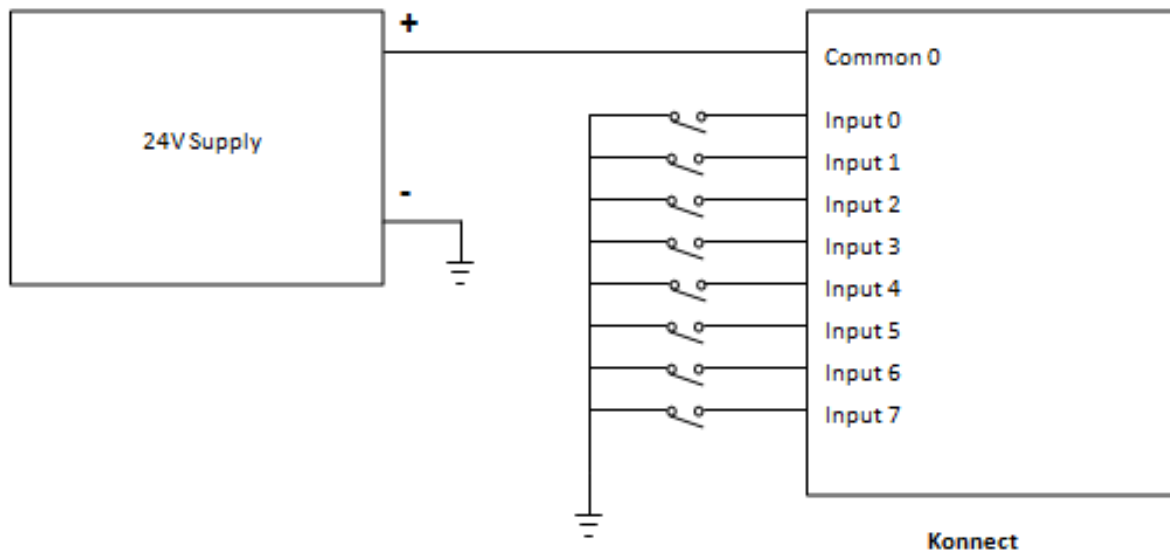 +
Common 0
24V Supply
-
Input 0
Input 1
Input 2
Input 3
Input 4
Input 5
Input 6
Input 7
Konnect